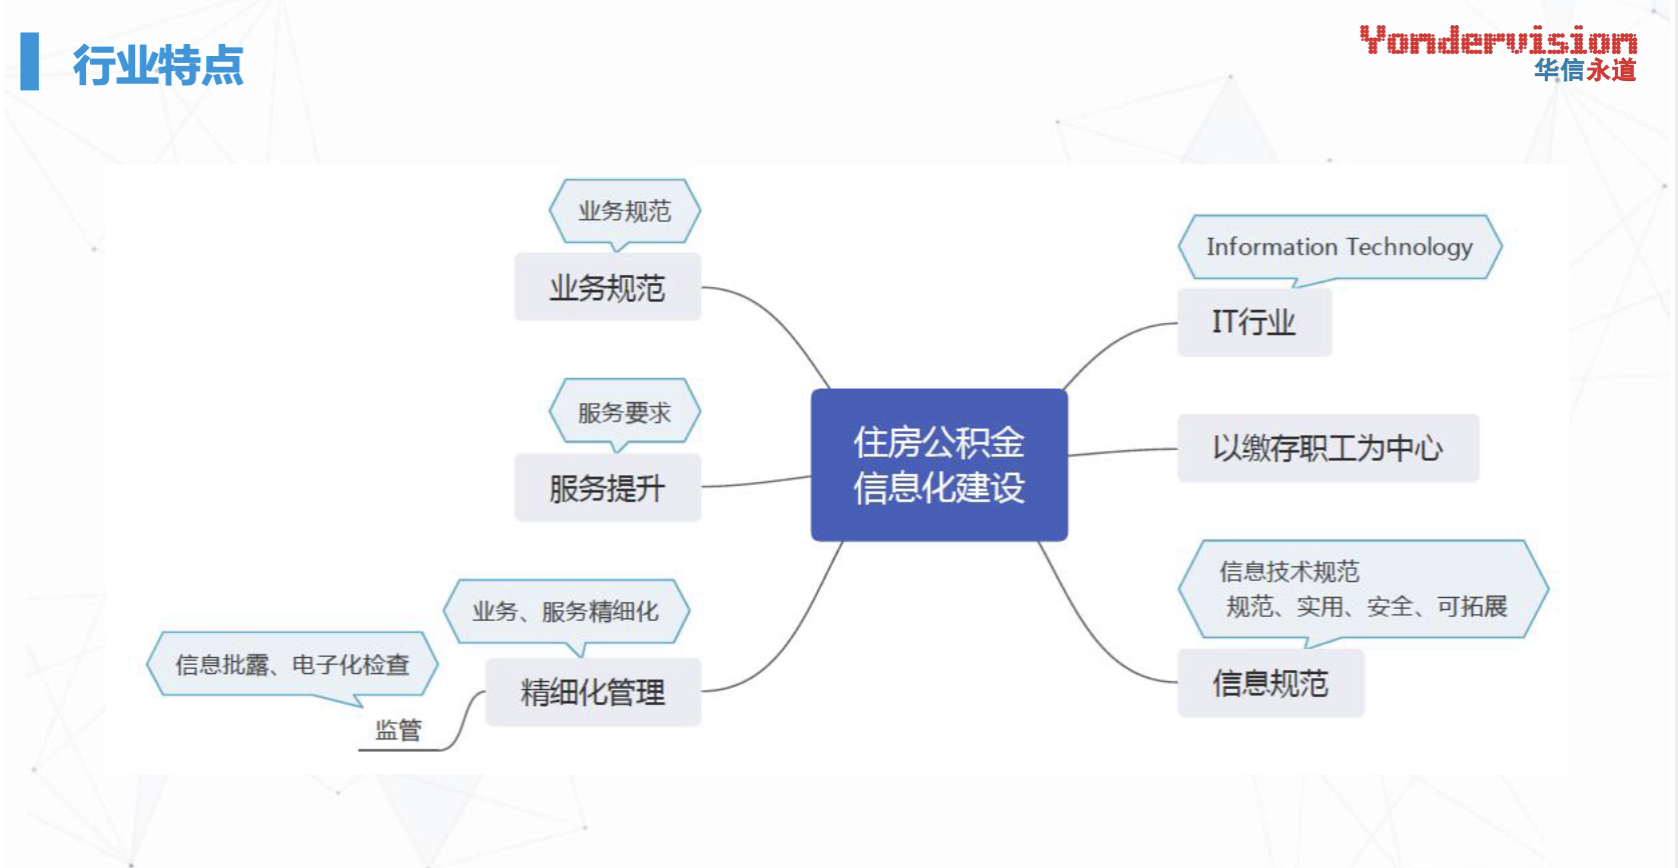 行业特点
Yondervision
华信永道
业务规范
业务规范
服务要求
服务提升
业务、服务精细化
精细化管理
信息批露、电子化检查
监管
住房公积金
信息化建设
Information Technology
IT行业
以缴存职工为中心
信息技术规范
规范、实用、安全、可拓展
信息规范